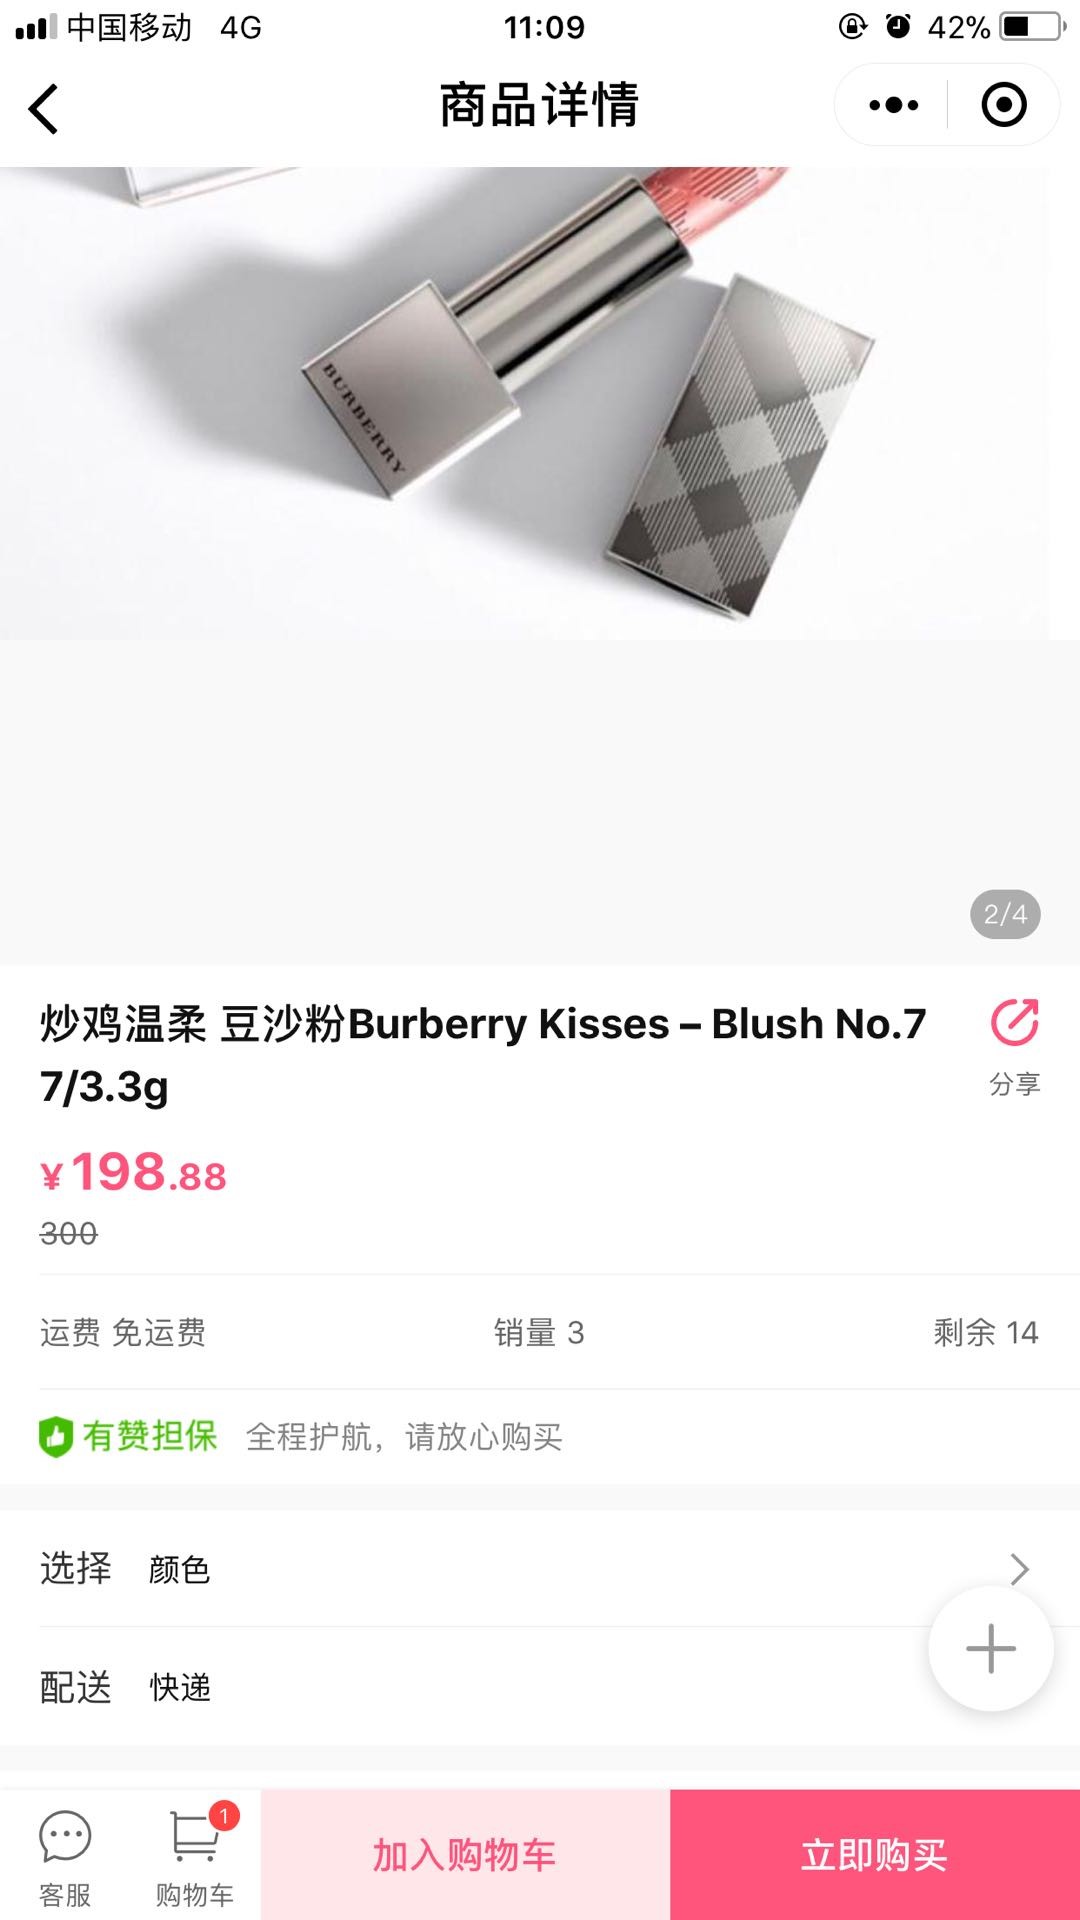 中国移动 4G 11:09 42%
商品详情
BURBERRY
2/4
炒鸡温柔 豆沙粉Burberry Kisses – Blush No.7
7/3.3g
分享
¥198.88
300
运费 免运费 销量 3 剩余 14
有赞担保 全程护航，请放心购买
选择 颜色
配送 快递
1
客服 购物车 加入购物车 立即购买